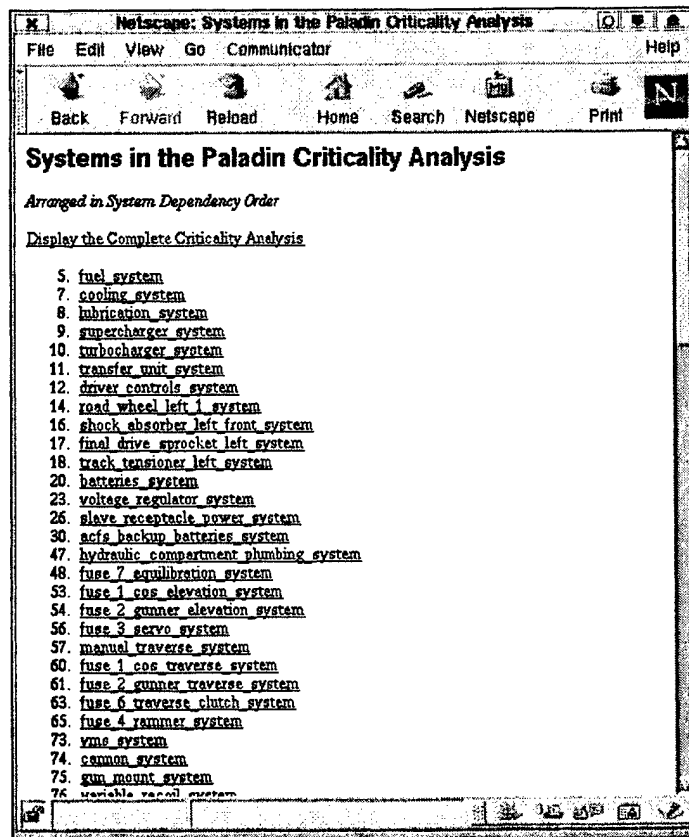 Netscape: Systems in the Paladin Criticality Analysis
File Edit View Go Communicator Help
Back Forward Reload Home Search Netscape Print
N
Systems in the Paladin Criticality Analysis
Arranged in System Dependency Order
Display the Complete Criticality Analysis
5. fuel_system
7. cooling_system
8. lubrication_system
9. supercharger_system
10. turbocharger_system
11. transfer_unit_system
12. driver_controls_system
14. road_wheel_left_1_system
16. shock_absorber_left_front_system
17. final_drive_sprocket_left_system
18. track_tensioner_left_system
20. batteries_system
23. voltage_regulator_system
26. slave_receptacle_power_system
30. acfs_backup_batteries_system
47. hydraulic_compartment_plumbing_system
48. fuse_7_equilibration_system
53. fuse_1_cos_elevation_system
54. fuse_2_gunner_elevation_system
56. fuse_3_servo_system
57. manual_traverse_system
60. fuse_1_cos_traverse_system
61. fuse_2_gunner_traverse_system
63. fuse_6_traverse_clutch_system
65. fuse_4_rammer_system
73. vms_system
74. cannon_system
75. gun_mount_system
76. variable_recoil_system